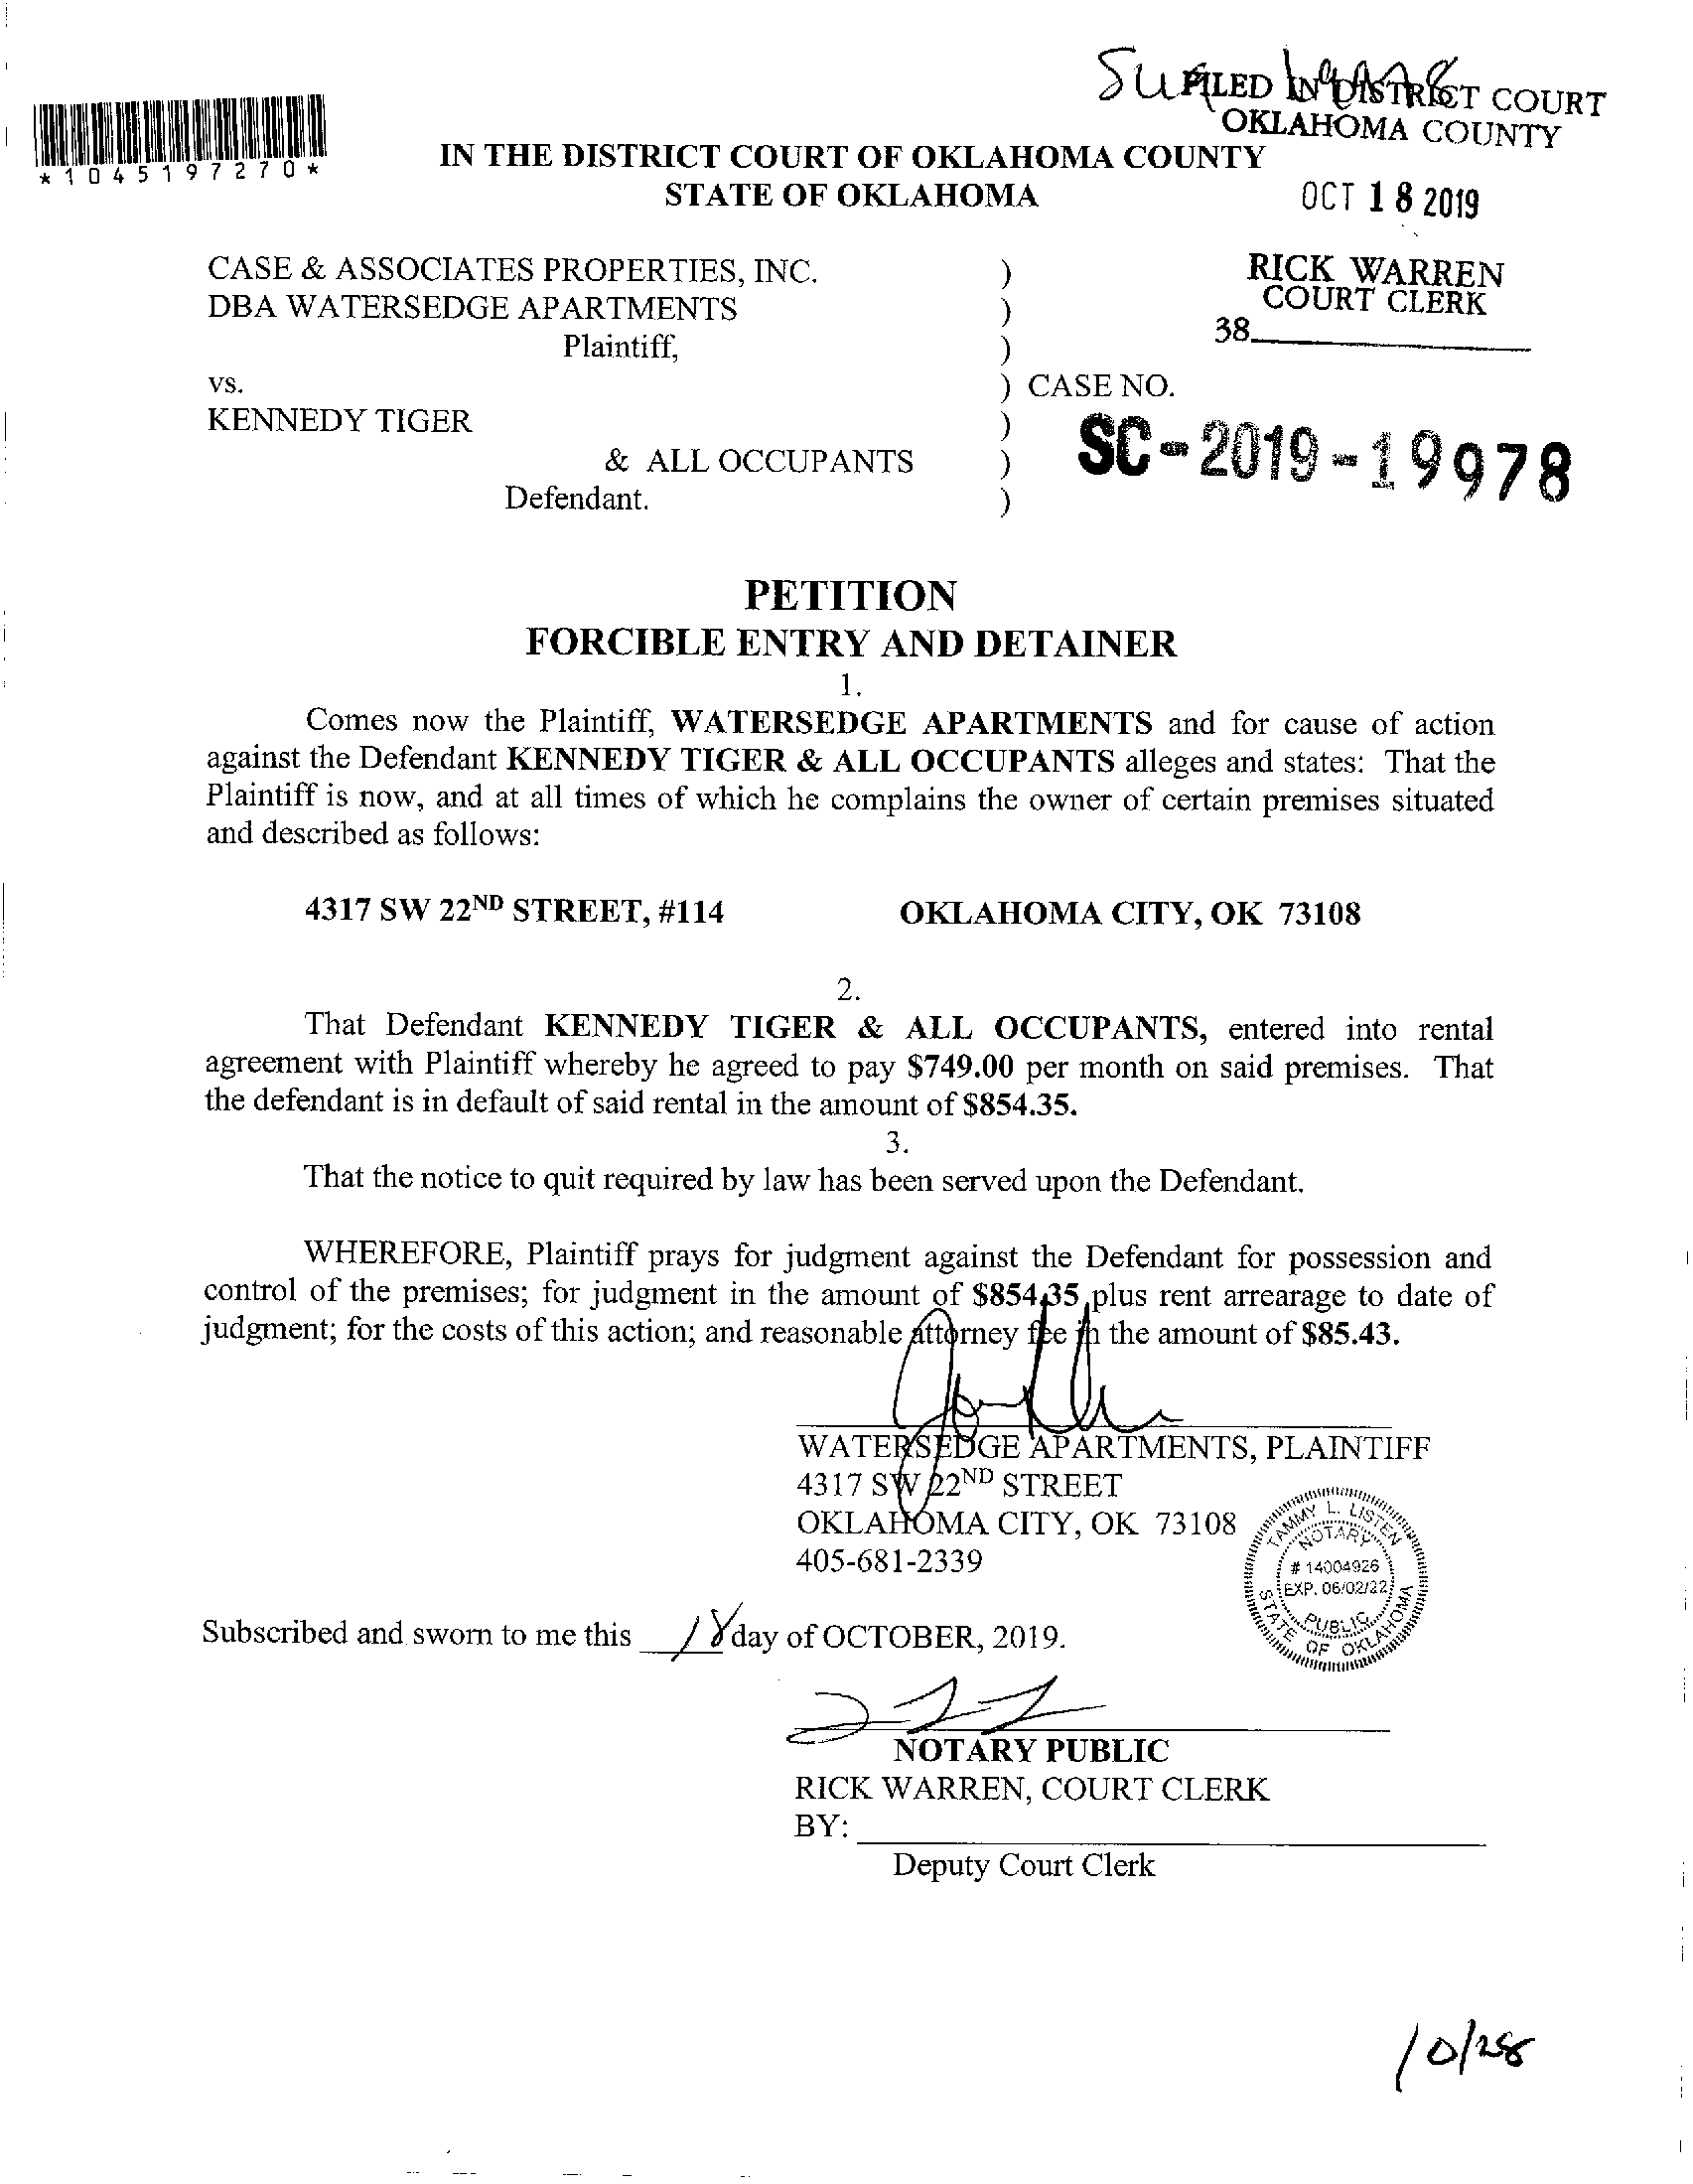 FILED IN DISTRICT COURT
OKLAHOMA COUNTY
*1045197270*
IN THE DISTRICT COURT OF OKLAHOMA COUNTY
STATE OF OKLAHOMA
OCT 18 2019
CASE & ASSOCIATES PROPERTIES, INC. )
DBA WATERSEDGE APARTMENTS )
Plaintiff, )
RICK WARREN
COURT CLERK
38
vs. ) CASE NO.
KENNEDY TIGER )
& ALL OCCUPANTS ) SC-2019-19978
Defendant. )
PETITION
FORCIBLE ENTRY AND DETAINER
1.
Comes now the Plaintiff, WATERSEDGE APARTMENTS and for cause of action
against the Defendant KENNEDY TIGER & ALL OCCUPANTS alleges and states: That the
Plaintiff is now, and at all times of which he complains the owner of certain premises situated
and described as follows:
4317 SW 22ND STREET, #114 OKLAHOMA CITY, OK 73108
2.
That Defendant KENNEDY TIGER & ALL OCCUPANTS, entered into rental
agreement with Plaintiff whereby he agreed to pay $749.00 per month on said premises. That
the defendant is in default of said rental in the amount of $854.35.
3.
That the notice to quit required by law has been served upon the Defendant.
WHEREFORE, Plaintiff prays for judgment against the Defendant for possession and
control of the premises; for judgment in the amount of $854.35 plus rent arrearage to date of
judgment; for the costs of this action; and reasonable attorney fee in the amount of $85.43.
WATERSEDGE APARTMENTS, PLAINTIFF
4317 SW 22ND STREET
OKLAHOMA CITY, OK 73108
405-681-2339
TAMMY L. LISTEN
NOTARY
# 14004926
EXP. 06/02/22
PUBLIC
STATE OF OKLAHOMA
Subscribed and sworn to me this 18 day of OCTOBER, 2019.
NOTARY PUBLIC
RICK WARREN, COURT CLERK
BY:
Deputy Court Clerk
10/28